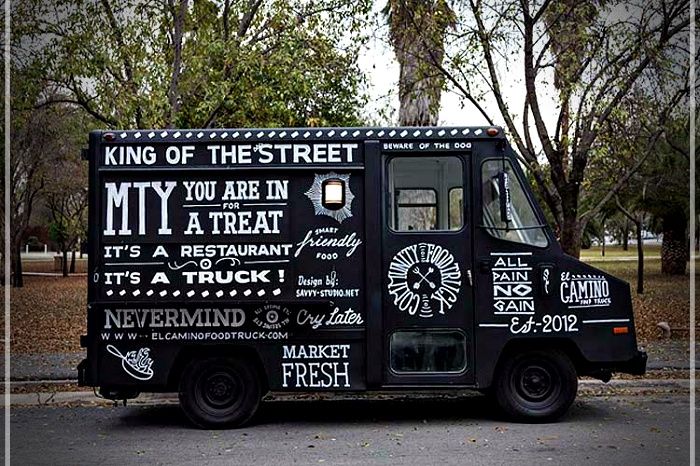 KING OF THE STREET
BEWARE OF THE DOG
MTY YOU ARE IN
FOR
A TREAT
IT'S A RESTAURANT
IT'S A TRUCK!
SMART
friendly
FOOD
Design by:
SAVVY-STUDIO.NET
NEVERMIND
Cry Later
WWW.ELCAMINOFOODTRUCK.COM
MARKET
FRESH
FOODTRUCK
ALL
PAIN
NO
GAIN
El
CAMINO
FOOD TRUCK
Est. 2012